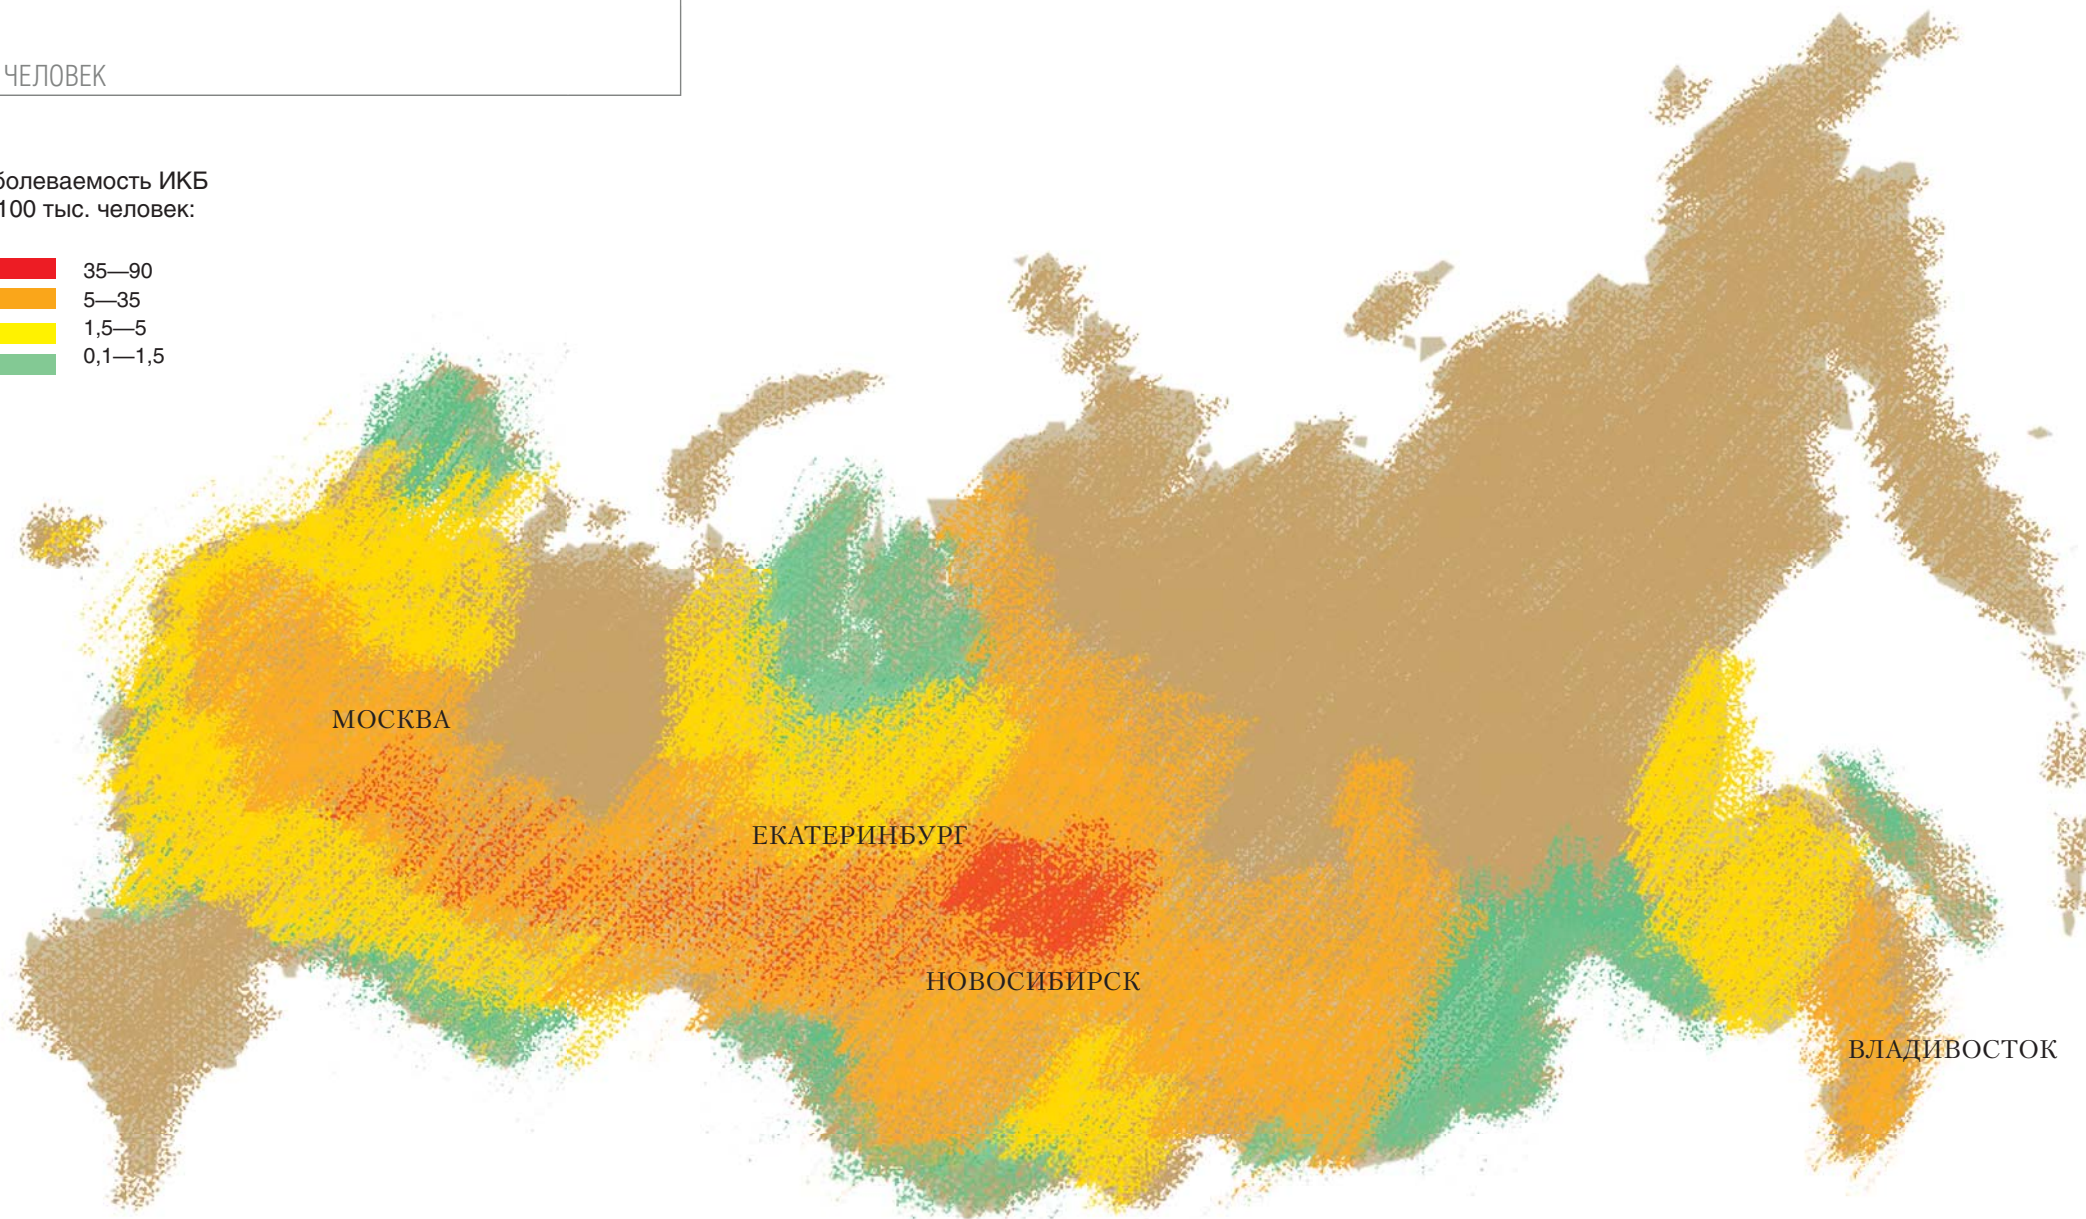 ЧЕЛОВЕК
болеваемость ИКБ
100 тыс. человек:
35—90
5—35
1,5—5
0,1—1,5
МОСКВА
ЕКАТЕРИНБУРГ
НОВОСИБИРСК
ВЛАДИВОСТОК